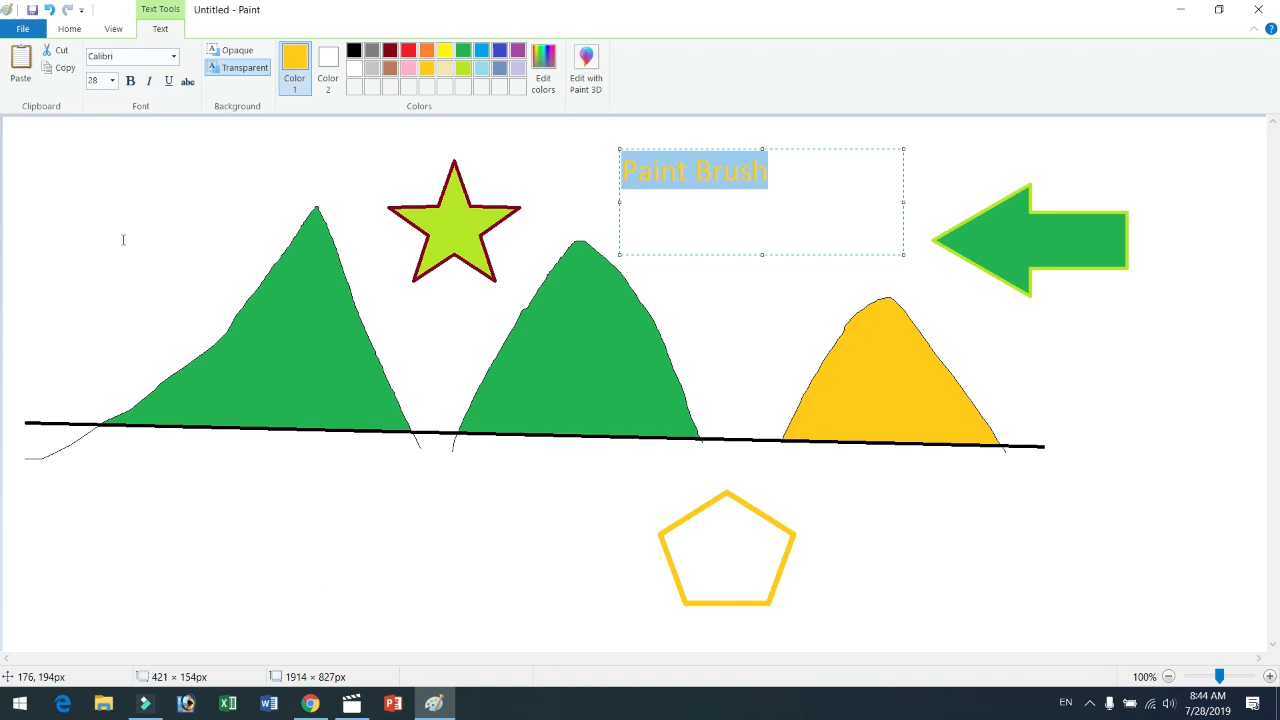 Text Tools
Untitled - Paint
File
Home
View
Text
Paste
Cut
Copy
Clipboard
Calibri
28
B I U abc
Font
Opaque
Transparent
Background
Color 1
Color 2
Edit colors
Colors
Edit with Paint 3D
Paint Brush
176, 194px
421 × 154px
1914 × 827px
100%
EN
8:44 AM
7/28/2019